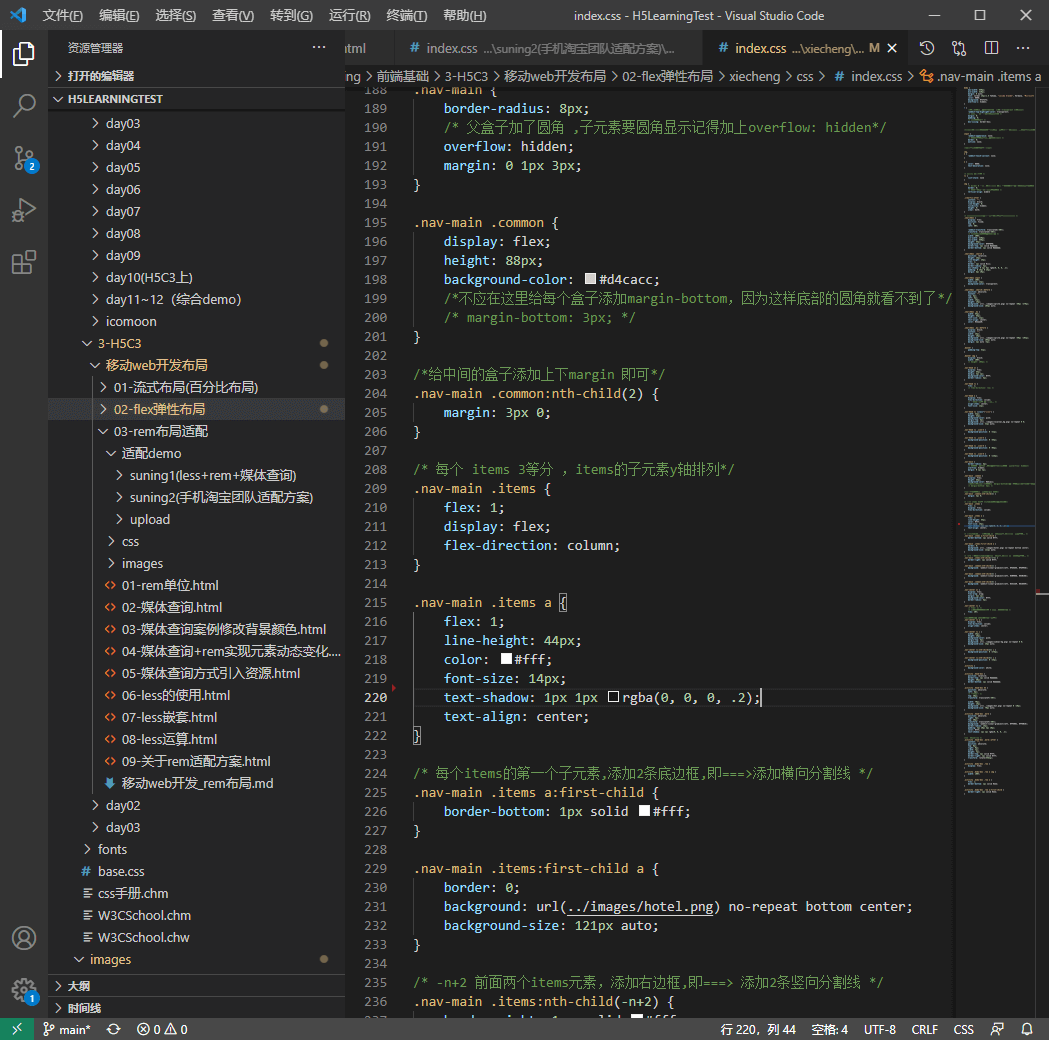 文件(F) 编辑(E) 选择(S) 查看(V) 转到(G) 运行(R) 终端(T) 帮助(H) index.css - H5LearningTest - Visual Studio Code
资源管理器
打开的编辑器
H5LEARNINGTEST
day03
day04
day05
day06
day07
day08
day09
day10(H5C3上)
day11~12（综合demo）
icomoon
3-H5C3
移动web开发布局
01-流式布局(百分比布局)
02-flex弹性布局
03-rem布局适配
适配demo
suning1(less+rem+媒体查询)
suning2(手机淘宝团队适配方案)
upload
css
images
01-rem单位.html
02-媒体查询.html
03-媒体查询案例修改背景颜色.html
04-媒体查询+rem实现元素动态变化....
05-媒体查询方式引入资源.html
06-less的使用.html
07-less嵌套.html
08-less运算.html
09-关于rem适配方案.html
移动web开发_rem布局.md
day02
day03
fonts
base.css
css手册.chm
W3CSchool.chm
W3CSchool.chw
images
大纲
时间线
2
1
html # index.css ...\suning2(手机淘宝团队适配方案)\... # index.css ...\xiecheng\... M
ing > 前端基础 > 3-H5C3 > 移动web开发布局 > 02-flex弹性布局 > xiecheng > css > # index.css > .nav-main .items a
188 .nav-main {
189 border-radius: 8px;
190 /* 父盒子加了圆角 ,子元素要圆角显示记得加上overflow: hidden*/
191 overflow: hidden;
192 margin: 0 1px 3px;
193 }
194
195 .nav-main .common {
196 display: flex;
197 height: 88px;
198 background-color: #d4cacc;
199 /*不应在这里给每个盒子添加margin-bottom，因为这样底部的圆角就看不到了*/
200 /* margin-bottom: 3px; */
201 }
202
203 /*给中间的盒子添加上下margin 即可*/
204 .nav-main .common:nth-child(2) {
205 margin: 3px 0;
206 }
207
208 /* 每个 items 3等分 ，items的子元素y轴排列*/
209 .nav-main .items {
210 flex: 1;
211 display: flex;
212 flex-direction: column;
213 }
214
215 .nav-main .items a {
216 flex: 1;
217 line-height: 44px;
218 color: #fff;
219 font-size: 14px;
220 text-shadow: 1px 1px rgba(0, 0, 0, .2);
221 text-align: center;
222 }
223
224 /* 每个items的第一个子元素,添加2条底边框,即===>添加横向分割线 */
225 .nav-main .items a:first-child {
226 border-bottom: 1px solid #fff;
227 }
228
229 .nav-main .items:first-child a {
230 border: 0;
231 background: url(../images/hotel.png) no-repeat bottom center;
232 background-size: 121px auto;
233 }
234
235 /* -n+2 前面两个items元素，添加右边框,即===> 添加2条竖向分割线 */
236 .nav-main .items:nth-child(-n+2) {
main* 0 0 行 220，列 44 空格: 4 UTF-8 CRLF CSS